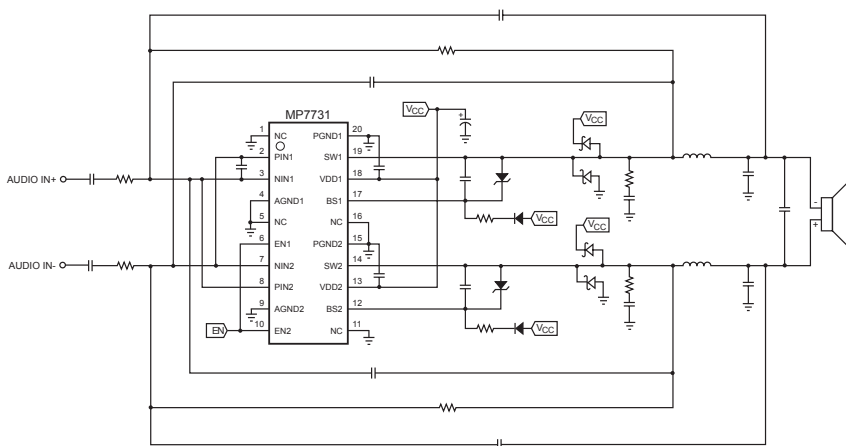 MP7731
VCC
VCC
1 NC PGND1 20
2 PIN1 SW1 19
AUDIO IN+ 3 NIN1 VDD1 18
4 AGND1 BS1 17
5 NC NC 16
VCC
6 EN1 PGND2 15
VCC
AUDIO IN- 7 NIN2 SW2 14
8 PIN2 VDD2 13
9 AGND2 BS2 12
EN 10 EN2 NC 11
VCC
+
-
+